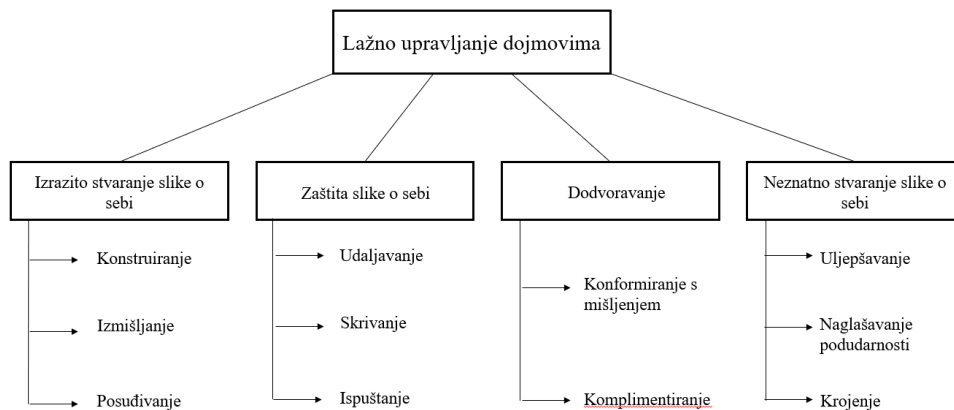 Lažno upravljanje dojmovima
Izrazito stvaranje slike o
sebi
Konstruiranje
Izmišljanje
Posuđivanje
Zaštita slike o sebi
Udaljavanje
Skrivanje
Ispuštanje
Dodvoravanje
Konformiranje s
mišljenjem
Komplimentiranje
Neznatno stvaranje slike o
sebi
Uljepšavanje
Naglašavanje
podudarnosti
Krojenje